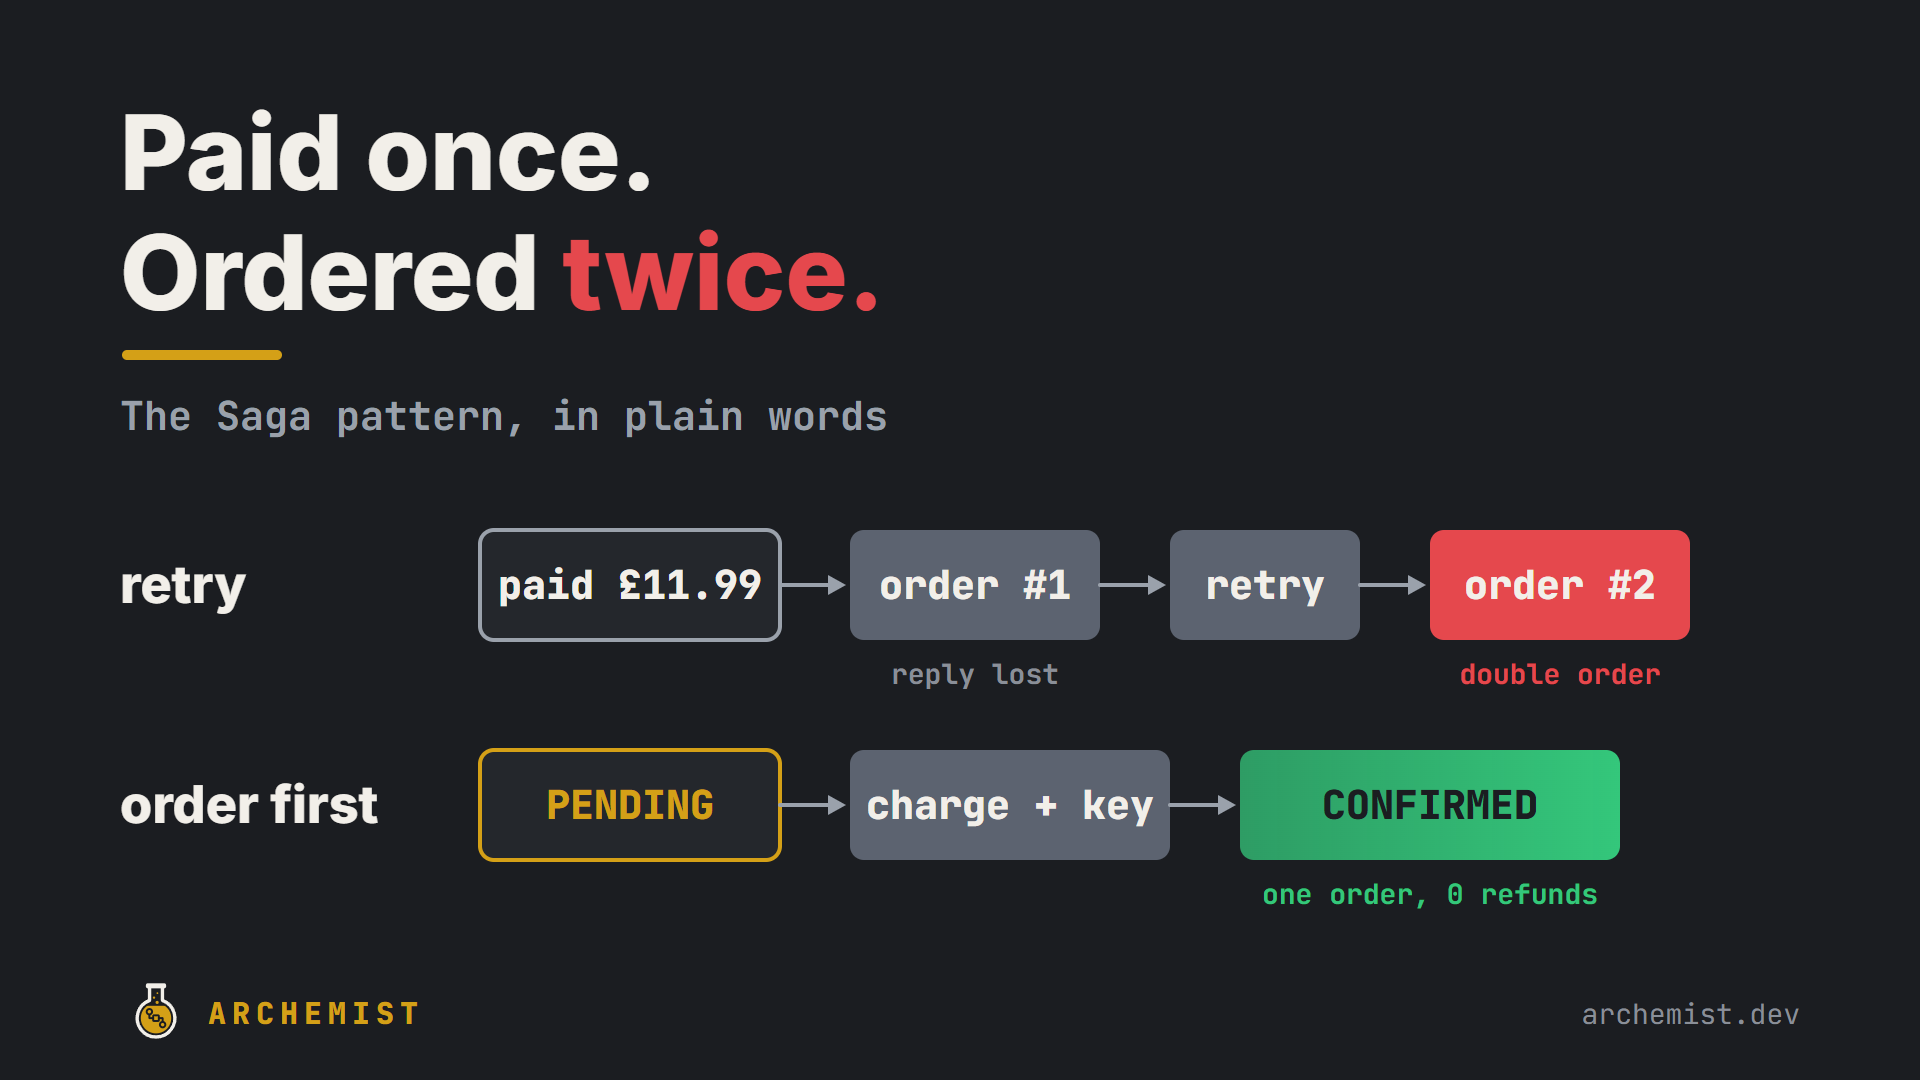 Paid once.
Ordered twice.
The Saga pattern, in plain words
retry
paid £11.99
order #1
retry
order #2
reply lost
double order
order first
PENDING
charge + key
CONFIRMED
one order, 0 refunds
ARCHEMIST
archemist.dev